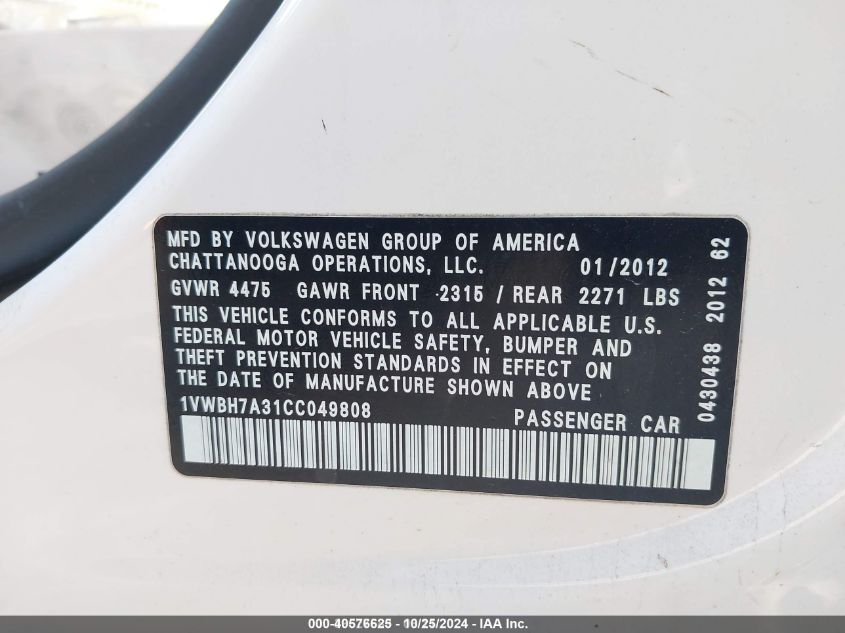 MFD BY VOLKSWAGEN GROUP OF AMERICA
CHATTANOOGA OPERATIONS, LLC. 01/2012
GVWR 4475 GAWR FRONT 2315 / REAR 2271 LBS
THIS VEHICLE CONFORMS TO ALL APPLICABLE U.S.
FEDERAL MOTOR VEHICLE SAFETY, BUMPER AND
THEFT PREVENTION STANDARDS IN EFFECT ON
THE DATE OF MANUFACTURE SHOWN ABOVE
1VWBH7A31CC049808 PASSENGER CAR
0430438 2012 62
000-40576625 - 10/25/2024 - IAA Inc.